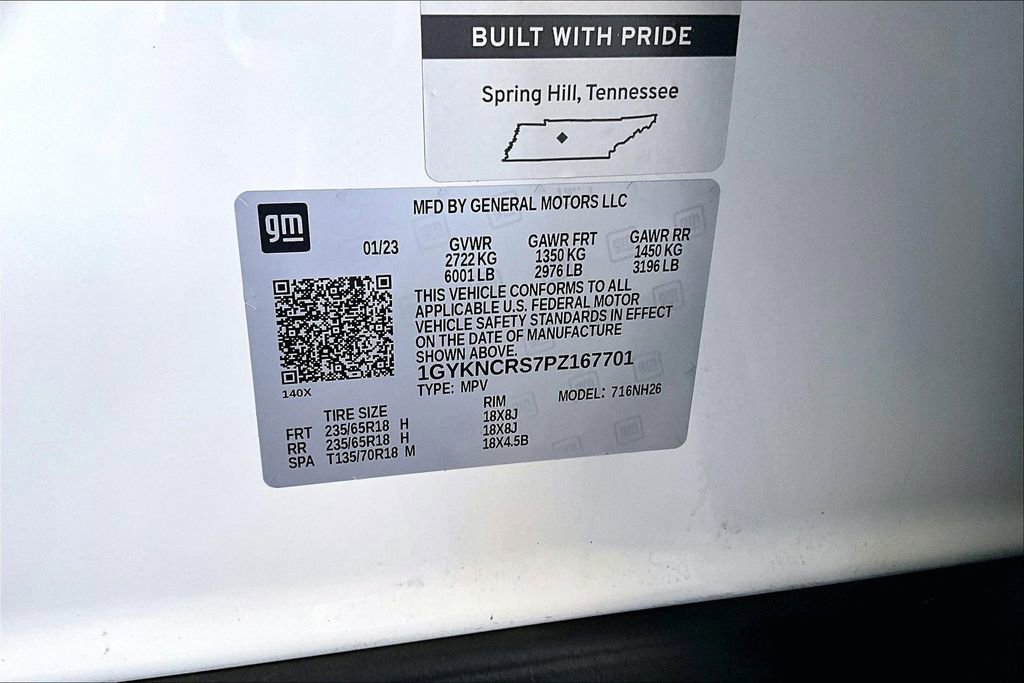 BUILT WITH PRIDE
Spring Hill, Tennessee
gm
MFD BY GENERAL MOTORS LLC
01/23 GVWR GAWR FRT GAWR RR
2722 KG 1350 KG 1450 KG
6001 LB 2976 LB 3196 LB
THIS VEHICLE CONFORMS TO ALL
APPLICABLE U.S. FEDERAL MOTOR
VEHICLE SAFETY STANDARDS IN EFFECT
ON THE DATE OF MANUFACTURE
SHOWN ABOVE.
1GYKNCRS7PZ167701
140X
TYPE: MPV MODEL: 716NH26
TIRE SIZE RIM
FRT 235/65R18 H 18X8J
RR 235/65R18 H 18X8J
SPA T135/70R18 M 18X4.5B